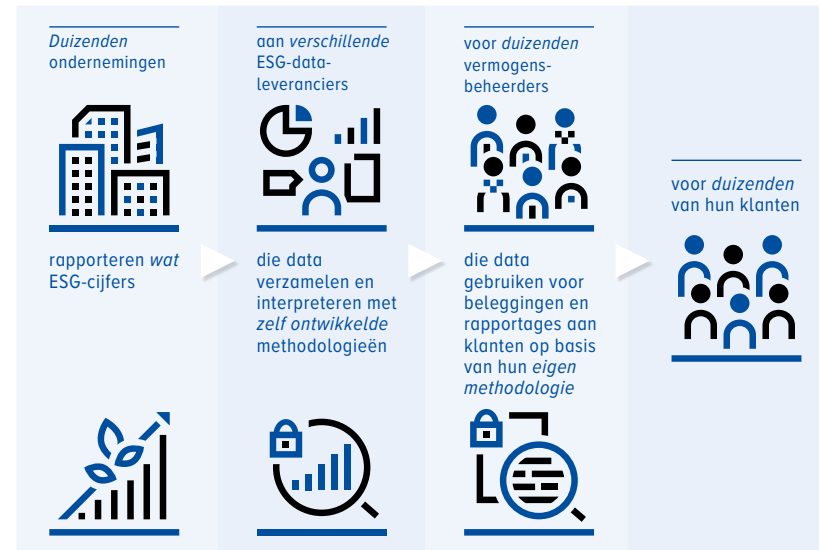 Duizenden
ondernemingen
rapporteren wat
ESG-cijfers
aan verschillende
ESG-data-
leveranciers
die data
verzamelen en
interpreteren met
zelf ontwikkelde
methodologieën
voor duizenden
vermogens-
beheerders
die data
gebruiken voor
beleggingen en
rapportages aan
klanten op basis
van hun eigen
methodologie
voor duizenden
van hun klanten